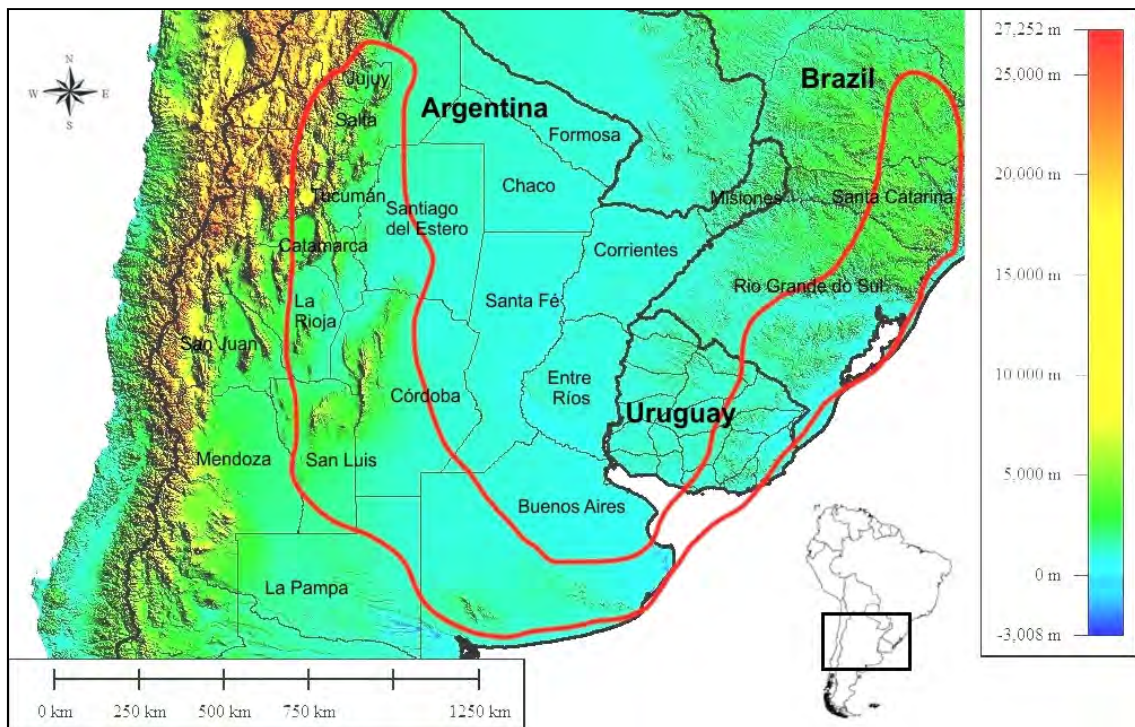 N
W E
S
Jujuy
Salta
Tucumán
Catamarca
La
Rioja
San Juan
Mendoza
San Luis
La Pampa
Argentina
Formosa
Chaco
Santiago
del Estero
Corrientes
Misiones
Santa Fé
Córdoba
Entre
Ríos
Buenos Aires
Brazil
Santa Catarina
Rio Grande do Sul
Uruguay
27,252 m
25,000 m
20,000 m
15,000 m
10 000 m
5,000 m
0 m
-3,008 m
0 km 250 km 500 km 750 km 1250 km